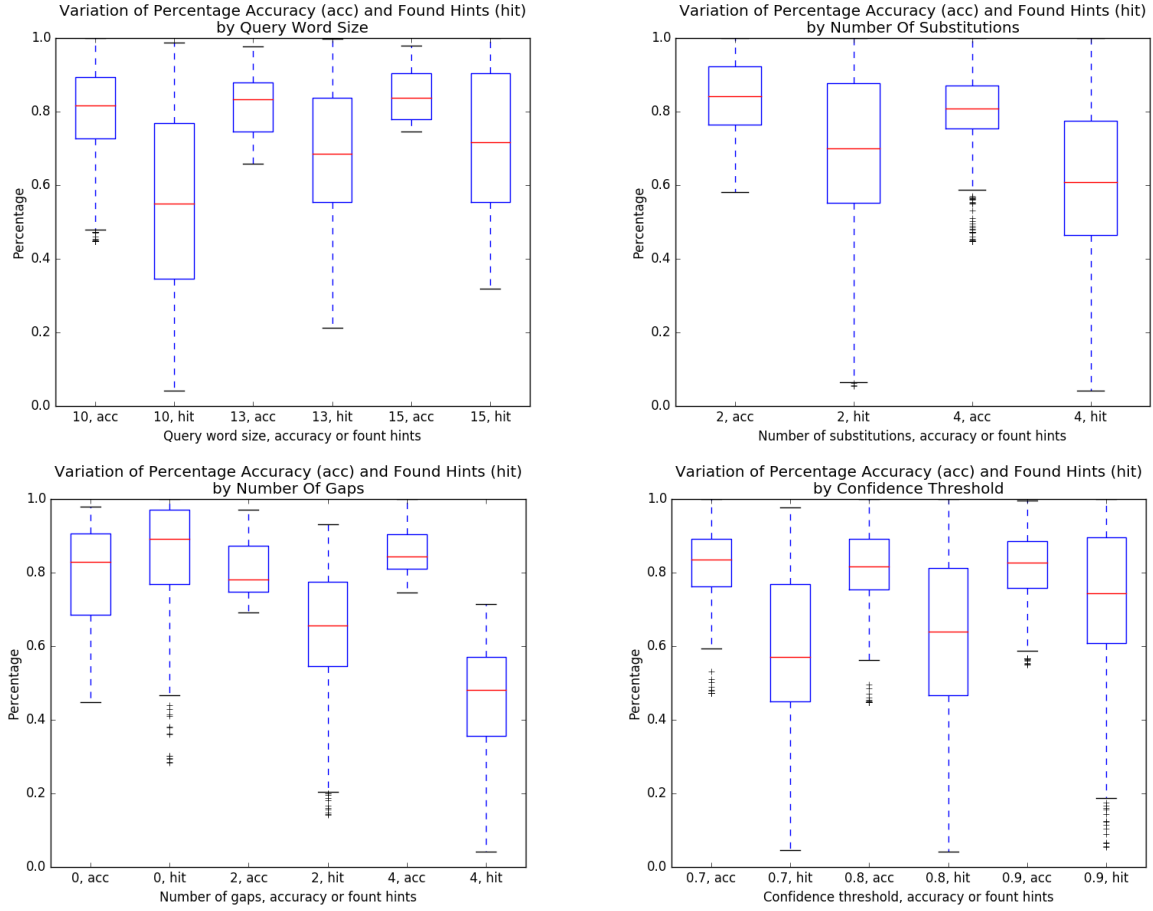 Variation of Percentage Accuracy (acc) and Found Hints (hit)
by Query Word Size
1.0
0.8
0.6
0.4
0.2
0.0
Percentage
10, acc
10, hit
13, acc
13, hit
15, acc
15, hit
Query word size, accuracy or fount hints
Variation of Percentage Accuracy (acc) and Found Hints (hit)
by Number Of Substitutions
1.0
0.8
0.6
0.4
0.2
0.0
Percentage
2, acc
2, hit
4, acc
4, hit
Number of substitutions, accuracy or fount hints
Variation of Percentage Accuracy (acc) and Found Hints (hit)
by Number Of Gaps
1.0
0.8
0.6
0.4
0.2
0.0
Percentage
0, acc
0, hit
2, acc
2, hit
4, acc
4, hit
Number of gaps, accuracy or fount hints
Variation of Percentage Accuracy (acc) and Found Hints (hit)
by Confidence Threshold
1.0
0.8
0.6
0.4
0.2
0.0
Percentage
0.7, acc
0.7, hit
0.8, acc
0.8, hit
0.9, acc
0.9, hit
Confidence threshold, accuracy or fount hints